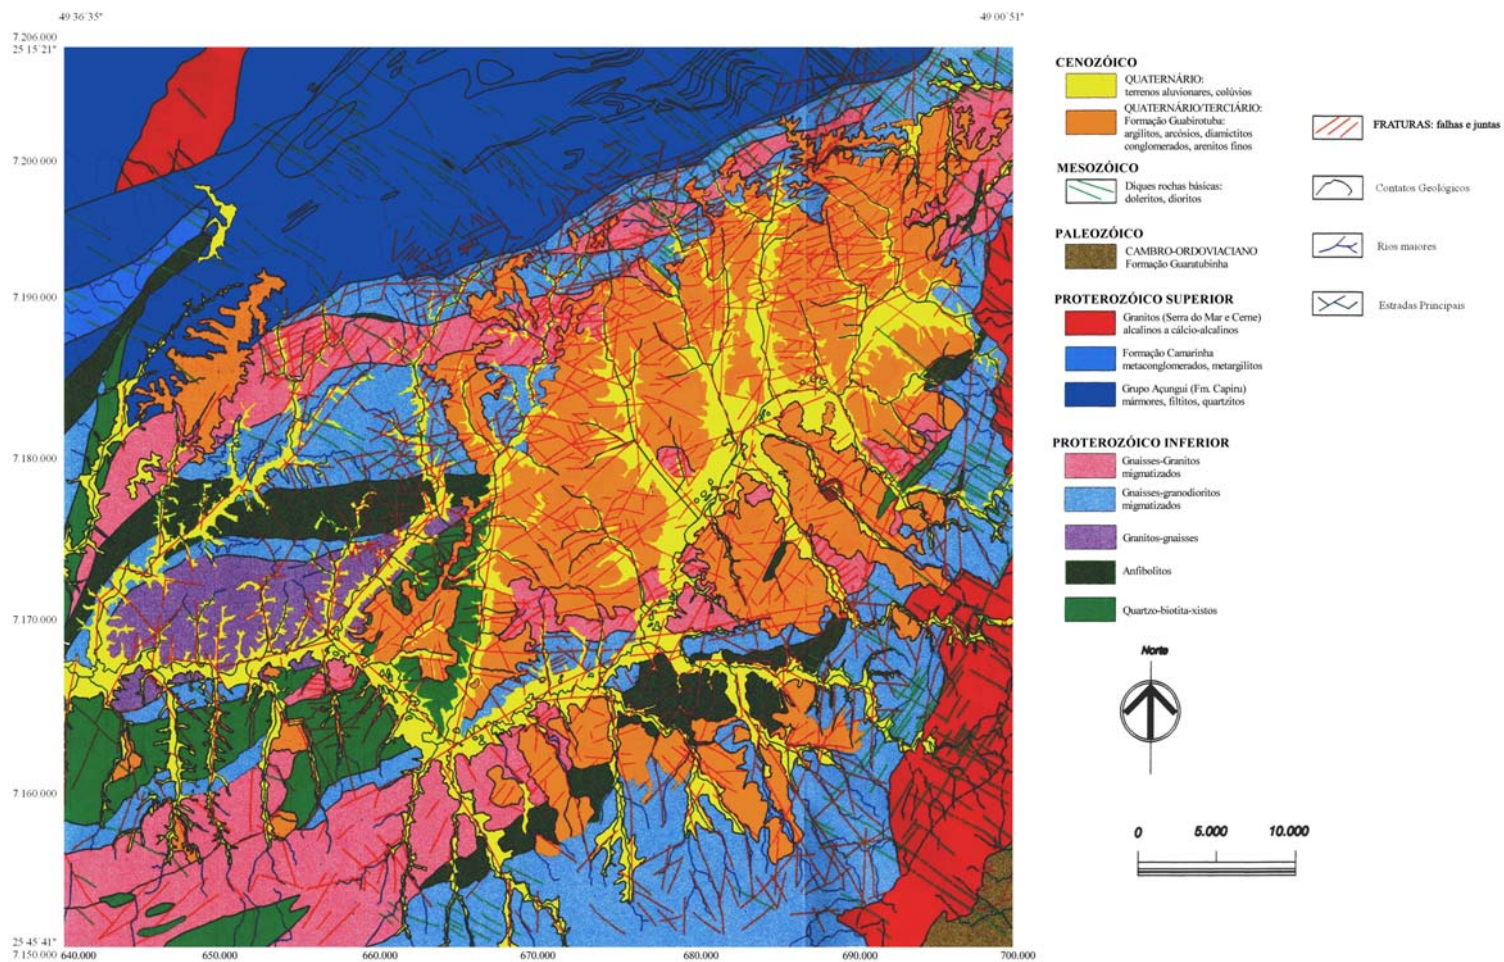 49 36'35"
49 00'51"
7.206.000
25 15'21"
7.200.000
7.190.000
7.180.000
7.170.000
7.160.000
25 45'41"
7.150.000
640.000 650.000 660.000 670.000 680.000 690.000 700.000
CENOZÓICO
QUATERNÁRIO:
terrenos aluvionares, colúvios
QUATERNÁRIO/TERCIÁRIO:
Formação Guabirotuba:
argilitos, arcósios, diamictitos
conglomerados, arenitos finos
MESOZÓICO
Diques rochas básicas:
doleritos, dioritos
PALEOZÓICO
CAMBRO-ORDOVIACIANO
Formação Guaratubinha
PROTEROZÓICO SUPERIOR
Granitos (Serra do Mar e Cerne)
alcalinos a cálcio-alcalinos
Formação Camarinha
metaconglomerados, metargilitos
Grupo Açungui (Fm. Capiru)
mármores, filtitos, quartzitos
PROTEROZÓICO INFERIOR
Gnaisses-Granitos
migmatizados
Gnaisses-granodioritos
migmatizados
Granitos-gnaisses
Anfibolitos
Quartzo-biotita-xistos
FRATURAS: falhas e juntas
Contatos Geológicos
Rios maiores
Estradas Principais
Norte
0 5.000 10.000